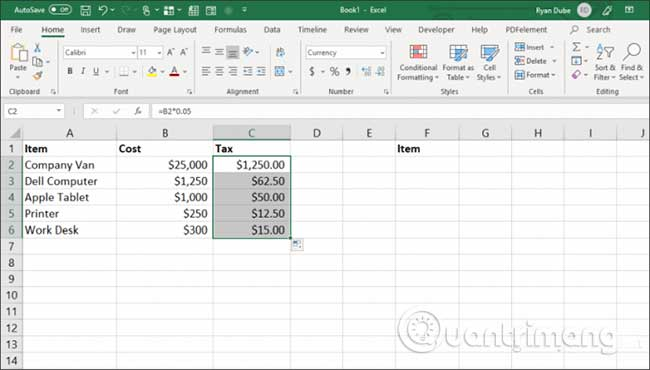 AutoSave Off Book1 - Excel Ryan Dube RD
File Home Insert Draw Page Layout Formulas Data Review View Help PDFelement Power Pivot
Paste Calibri 11 A A Currency Conditional Format as Cell Insert Sort & Find &
B I U A $ % , Formatting Table Styles Delete Filter Select
Format
Clipboard Font Alignment Number Styles Cells Editing
C2 fx =B2*0.05
A B C D E F G H I J
1 Item Cost Tax Item
2 Company Van $25,000 $1,250.00
3 Dell Computer $1,250 $62.50
4 Apple Tablet $1,000 $50.00
5 Printer $250 $12.50
6 Work Desk $300 $15.00
7
8
9
10
11
12 Quantrimang
13
14